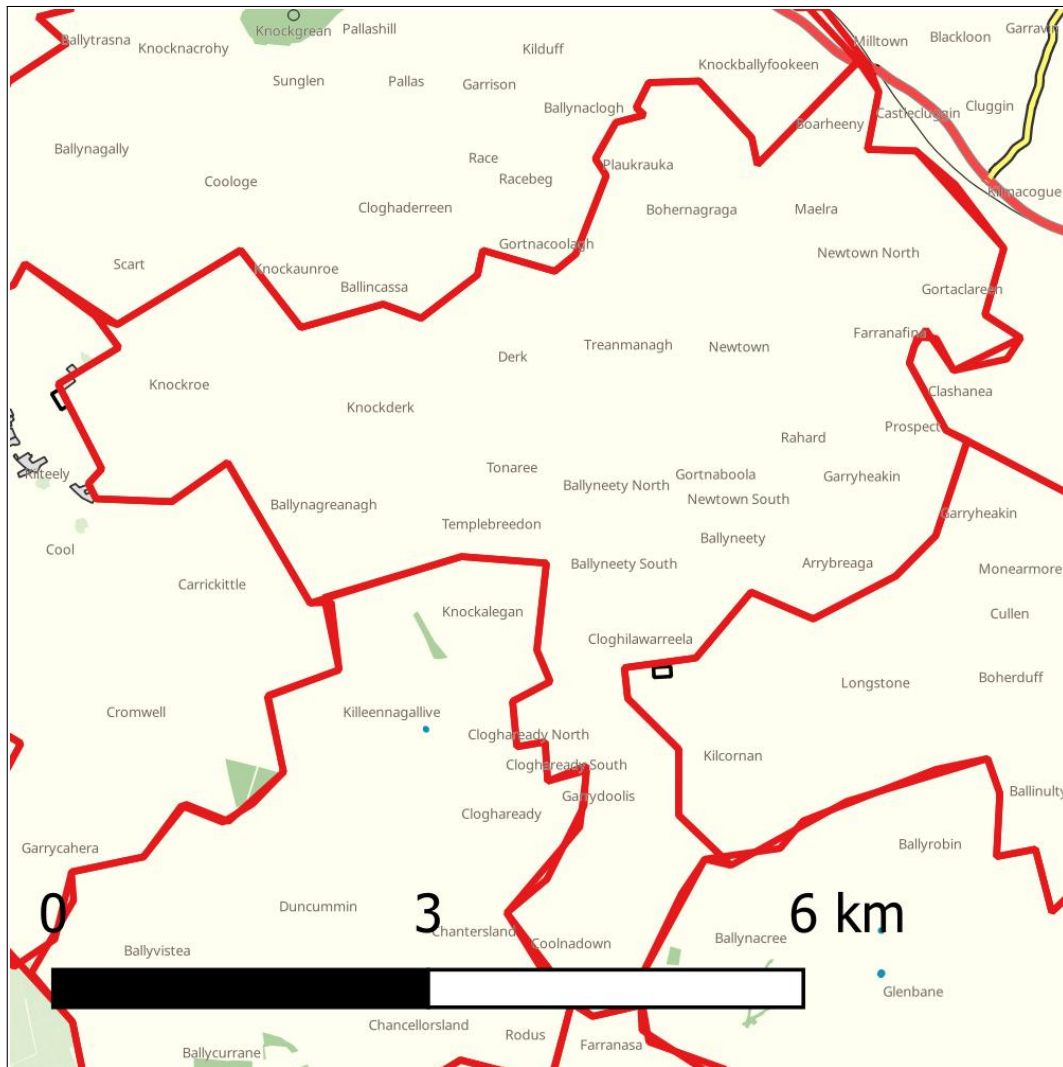 Knockgrean
Pallashill
Ballytrasna
Knocknacrohy
Kilduff
Milltown
Blackloon
Knockballyfookeen
Sunglen
Pallas
Garrison
Ballynaclogh
Cluggin
Castlecluggin
Boarheeny
Ballynagally
Race
Plaukrauka
Coologe
Racebeg
Kilmacogue
Cloghaderreen
Bohernagraga
Maelra
Gortnacoolagh
Newtown North
Scart
Knockaunroe
Ballincassa
Gortaclareen
Farranafina
Treanmanagh
Newtown
Derk
Knockroe
Clashanea
Knockderk
Prospect
Rahard
Kilteely
Tonaree
Gortnaboola
Garryheakin
Ballyneety North
Newtown South
Ballynagreanagh
Garryheakin
Templebreedon
Ballyneety
Cool
Ballyneety South
Arrybreaga
Monearmore
Carrickittle
Knockalegan
Cullen
Cloghilawarreela
Boherduff
Longstone
Cromwell
Killeennagallive
Cloghaready North
Kilcornan
Cloghaready South
Garrydoolis
Ballinulty
Cloghaready
Garrycahera
Ballyrobin
Duncummin
0 3 6 km
Chantersland
Coolnadown
Ballynacree
Ballyvistea
Glenbane
Chancellorsland
Rodus
Farranasa
Ballycurrane